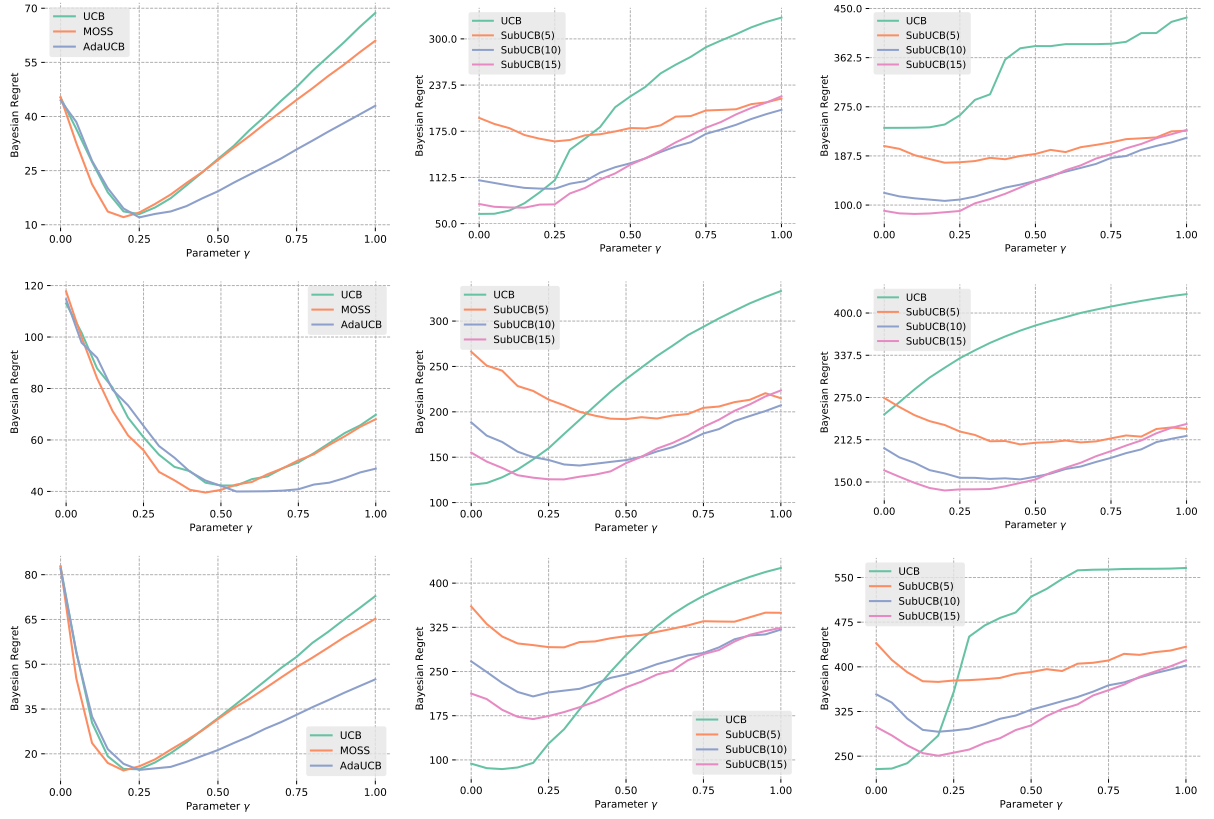 70
55
40
25
10
Bayesian Regret
UCB
MOSS
AdaUCB
0.00
0.25
0.50
0.75
1.00
Parameter γ
300.0
237.5
175.0
112.5
50.0
Bayesian Regret
UCB
SubUCB(5)
SubUCB(10)
SubUCB(15)
0.00
0.25
0.50
0.75
1.00
Parameter γ
450.0
362.5
275.0
187.5
100.0
Bayesian Regret
UCB
SubUCB(5)
SubUCB(10)
SubUCB(15)
0.00
0.25
0.50
0.75
1.00
Parameter γ
120
100
80
60
40
Bayesian Regret
UCB
MOSS
AdaUCB
0.00
0.25
0.50
0.75
1.00
Parameter γ
300
250
200
150
100
Bayesian Regret
UCB
SubUCB(5)
SubUCB(10)
SubUCB(15)
0.00
0.25
0.50
0.75
1.00
Parameter γ
400.0
337.5
275.0
212.5
150.0
Bayesian Regret
UCB
SubUCB(5)
SubUCB(10)
SubUCB(15)
0.00
0.25
0.50
0.75
1.00
Parameter γ
80
65
50
35
20
Bayesian Regret
UCB
MOSS
AdaUCB
0.00
0.25
0.50
0.75
1.00
Parameter γ
400
325
250
175
100
Bayesian Regret
UCB
SubUCB(5)
SubUCB(10)
SubUCB(15)
0.00
0.25
0.50
0.75
1.00
Parameter γ
550
475
400
325
250
Bayesian Regret
UCB
SubUCB(5)
SubUCB(10)
SubUCB(15)
0.00
0.25
0.50
0.75
1.00
Parameter γ